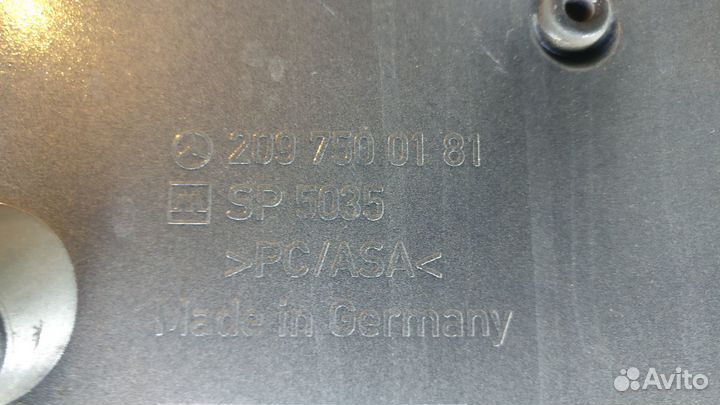 209 750 01 81
SP 5035
>PC/ASA<
Made in Germany
Avito